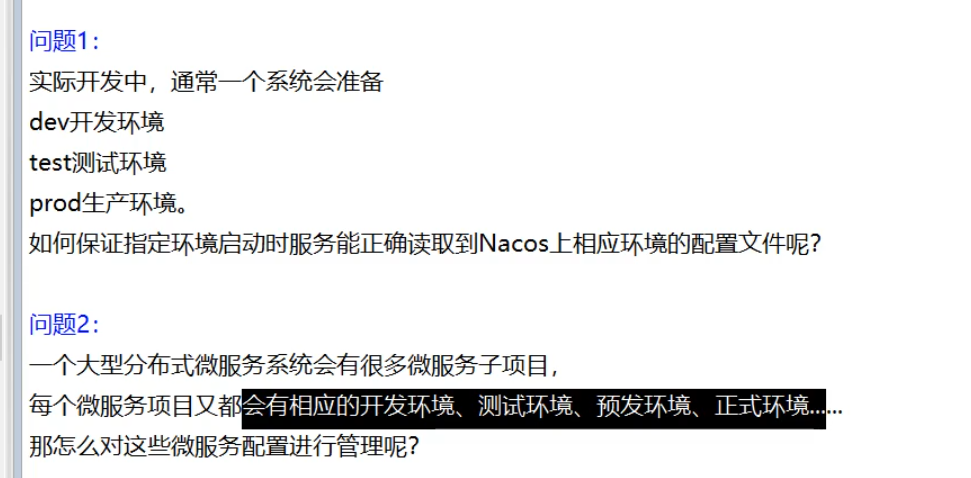 问题1：
实际开发中，通常一个系统会准备
dev开发环境
test测试环境
prod生产环境。
如何保证指定环境启动时服务能正确读取到Nacos上相应环境的配置文件呢？
问题2：
一个大型分布式微服务系统会有很多微服务子项目，
每个微服务项目又都会有相应的开发环境、测试环境、预发环境、正式环境......
那怎么对这些微服务配置进行管理呢？